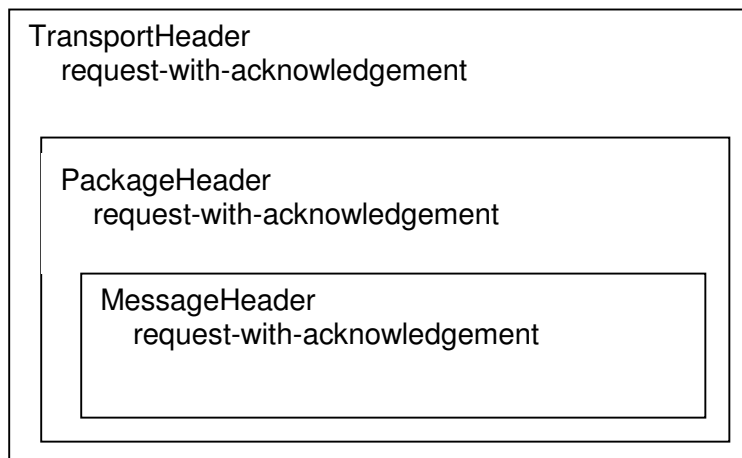 TransportHeader
request-with-acknowledgement
PackageHeader
request-with-acknowledgement
MessageHeader
request-with-acknowledgement